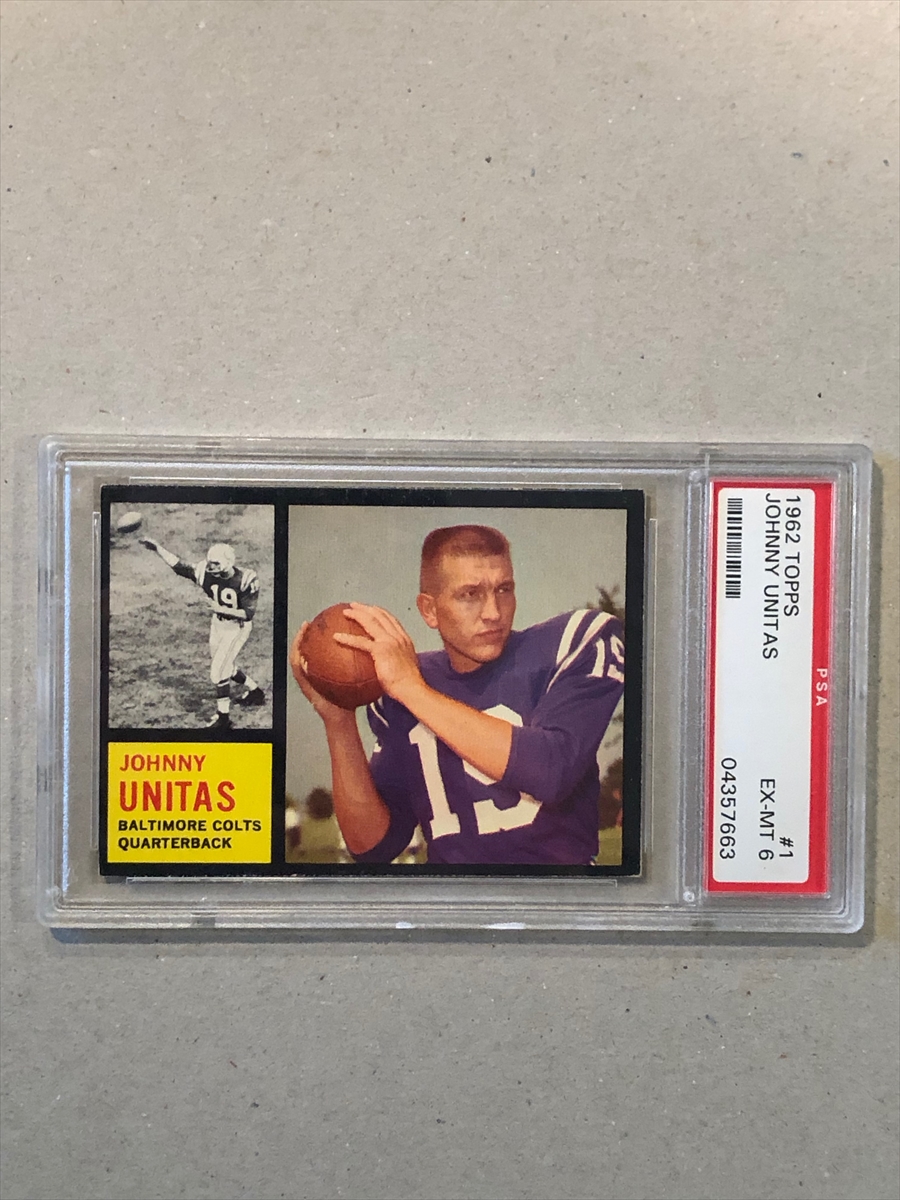 19
JOHNNY
UNITAS
BALTIMORE COLTS
QUARTERBACK
19
19
PSA
1962 TOPPS #1
JOHNNY UNITAS EX-MT 6
04357663